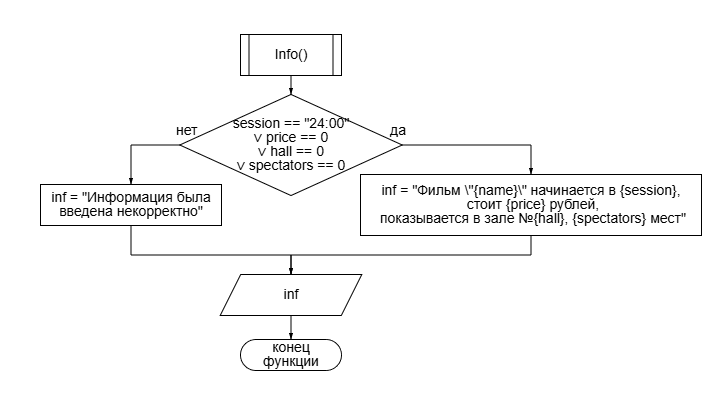 Info()
session == "24:00"
∨ price == 0
∨ hall == 0
∨ spectators == 0
нет
да
inf = "Информация была
введена некорректно"
inf = "Фильм \"{name}\" начинается в {session},
стоит {price} рублей,
показывается в зале №{hall}, {spectators} мест"
inf
конец
функции